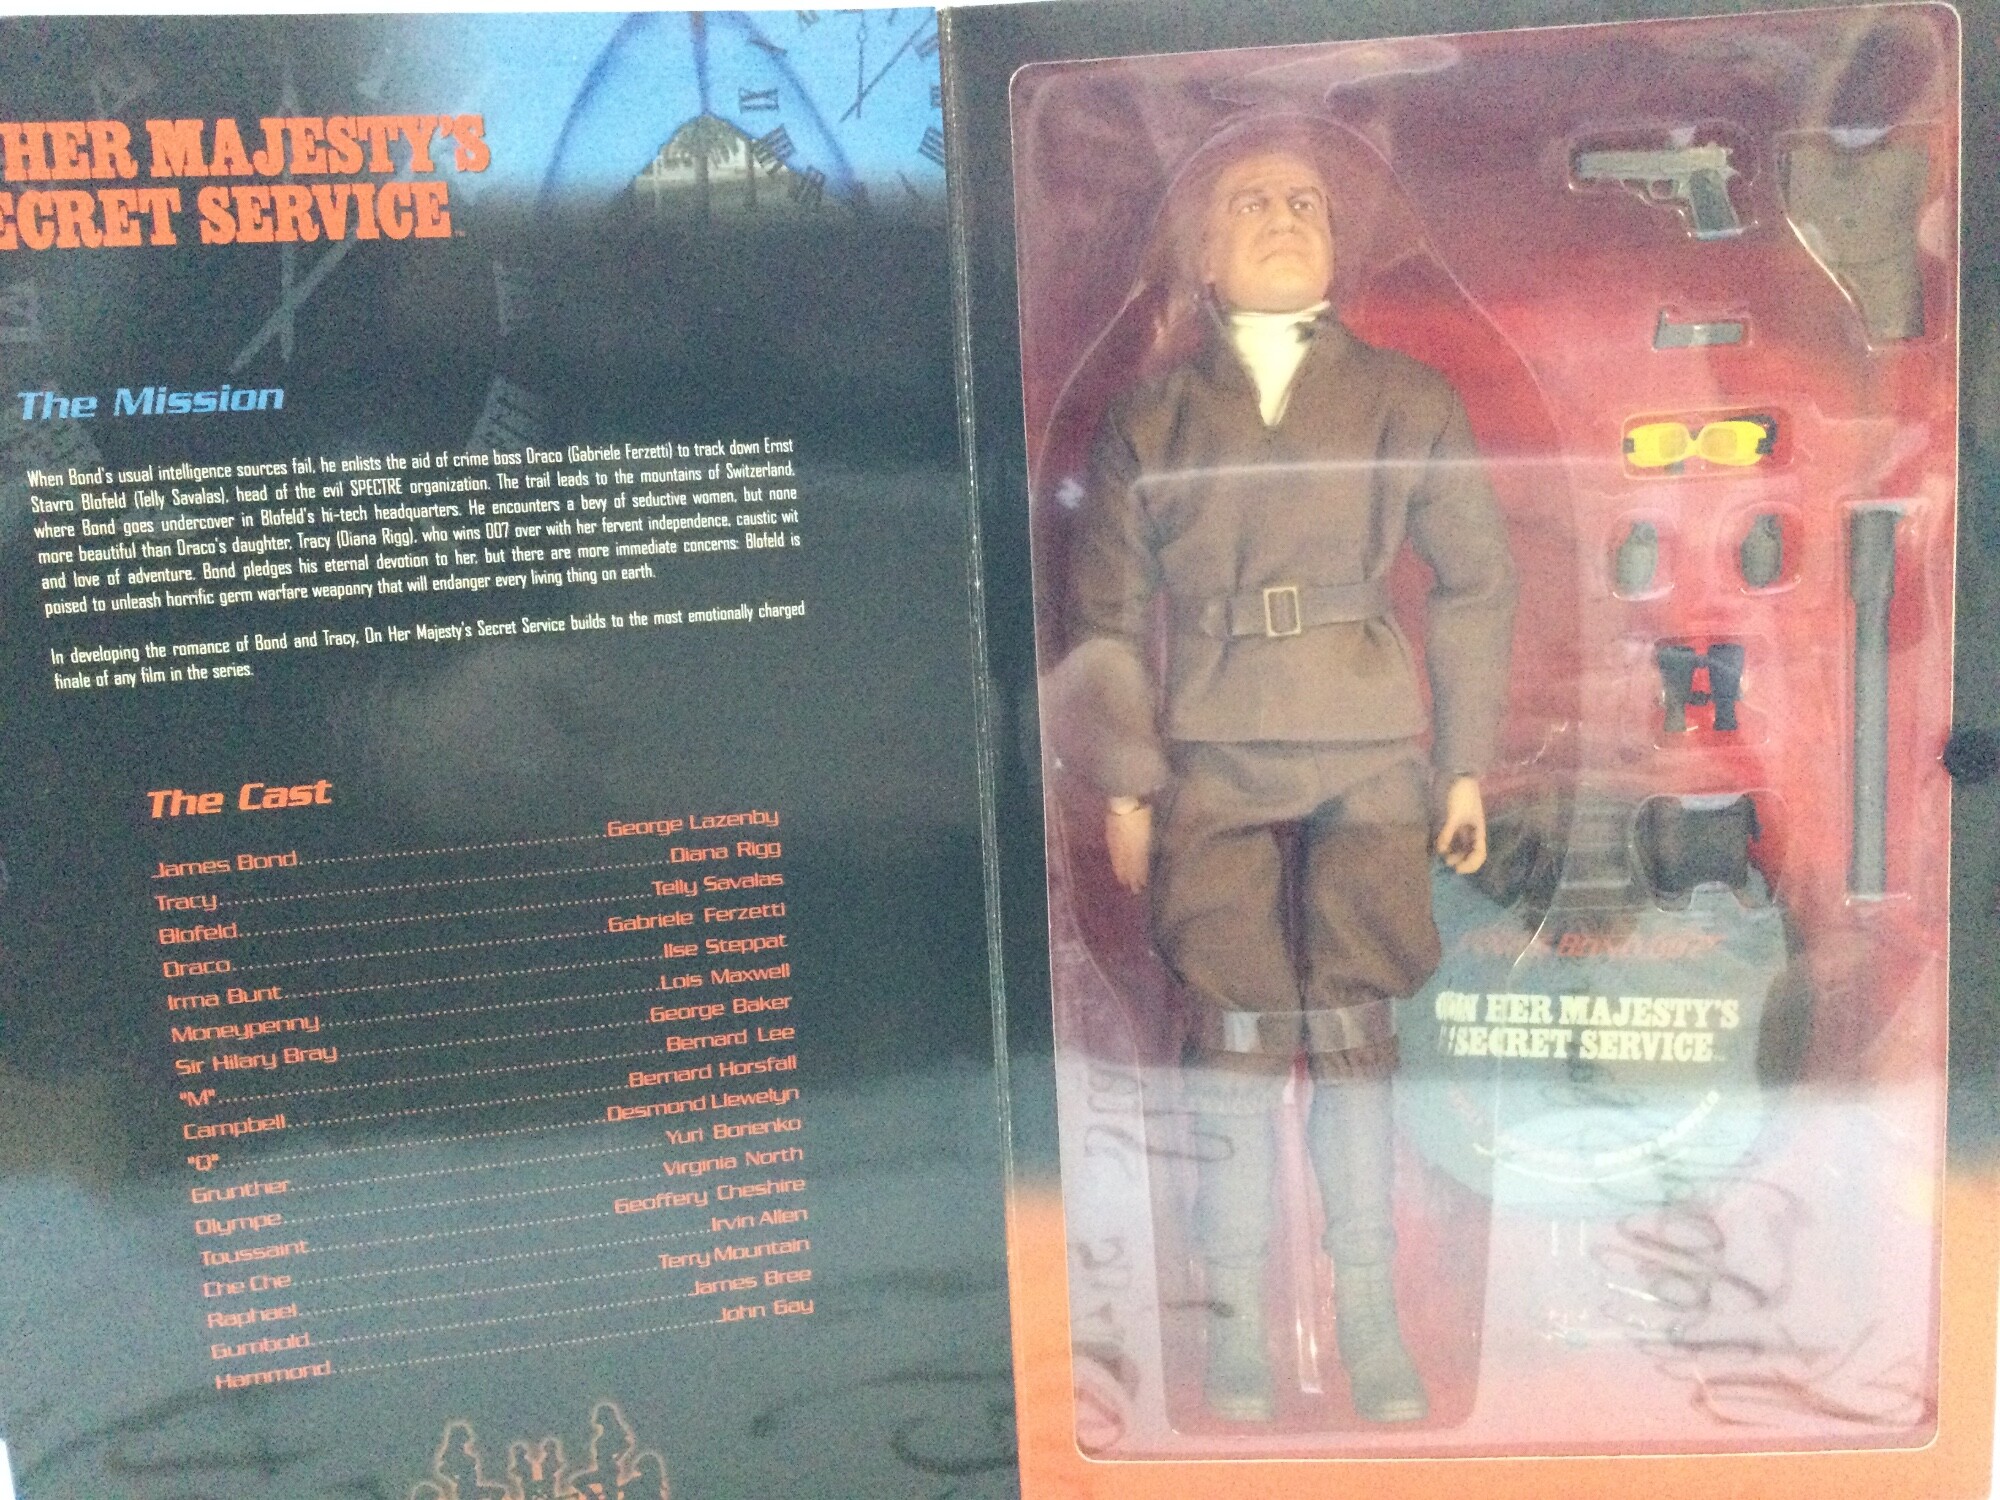 HER MAJESTY'S
ECRET SERVICE
The Mission
When Bond's usual intelligence sources fail, he enlists the aid of crime boss Draco (Gabriele Ferzetti) to track down Ernst
Stavro Blofeld (Telly Savalas), head of the evil SPECTRE organization. The trail leads to the mountains of Switzerland,
where Bond goes undercover in Blofeld's hi-tech headquarters. He encounters a bevy of seductive women, but none
more beautiful than Draco's daughter, Tracy (Diana Rigg), who wins 007 over with her fervent independence, caustic wit
and love of adventure. Bond pledges his eternal devotion to her, but there are more immediate concerns: Blofeld is
poised to unleash horrific germ warfare weaponry that will endanger every living thing on earth.
In developing the romance of Bond and Tracy, On Her Majesty's Secret Service builds to the most emotionally charged
finale of any film in the series.
The Cast
James Bond George Lazenby
Tracy Diana Rigg
Blofeld Telly Savalas
Draco Gabriele Ferzetti
Irma Bunt Ilse Steppat
Moneypenny Lois Maxwell
Sir Hilary Bray George Baker
"M" Bernard Lee
Campbell Bernard Horsfall
"Q" Desmond Llewelyn
Grunther Yuri Borienko
Olympe Virginia North
Toussaint Geoffery Cheshire
Che Che Irvin Allen
Raphael Terry Mountain
Gumbold James Bree
Hammond John Gay
ON HER MAJESTY'S
SECRET SERVICE